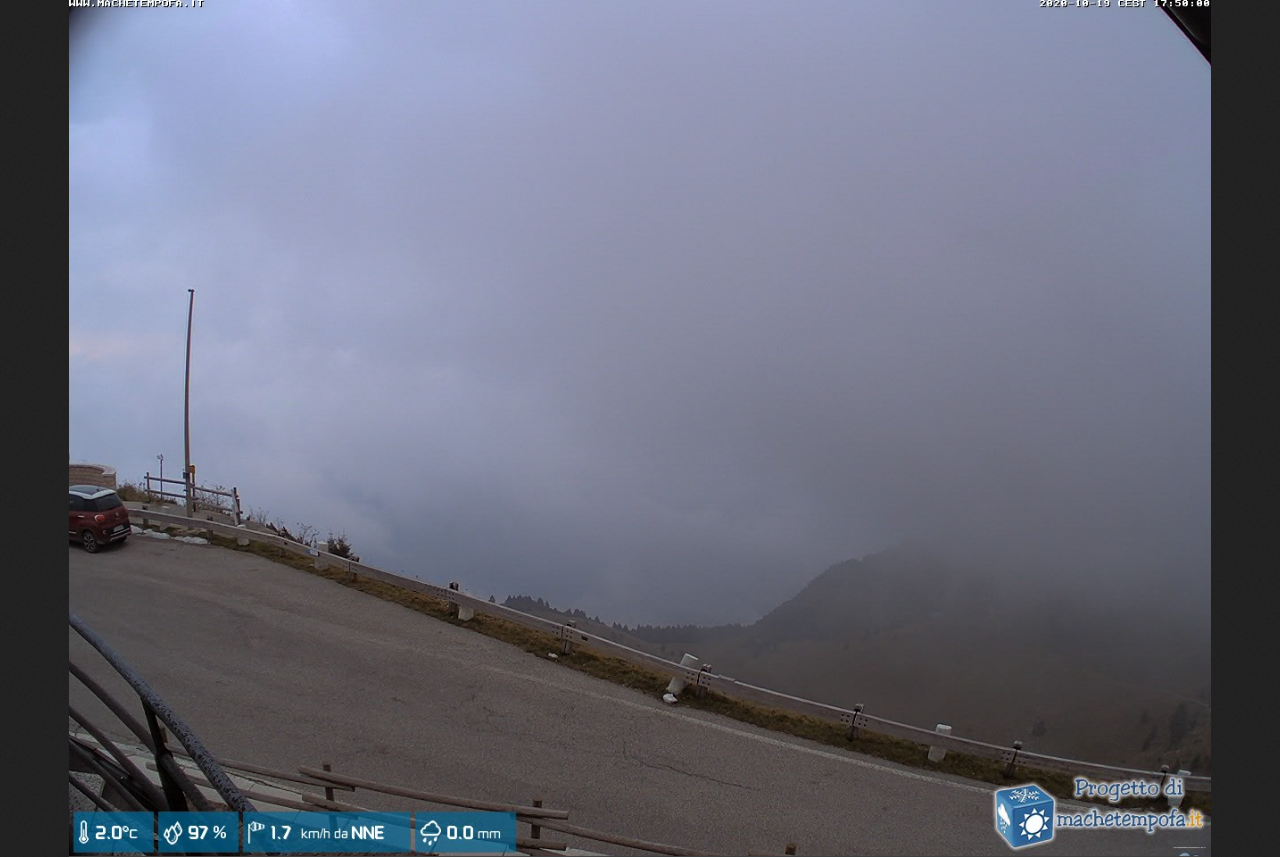 WWW.MACHETEMPOFA.IT
2020-10-19 CEST 17:50:00
2.0°C 97 % 1.7 km/h da NNE 0.0 mm
Progetto di
machetempofa.it